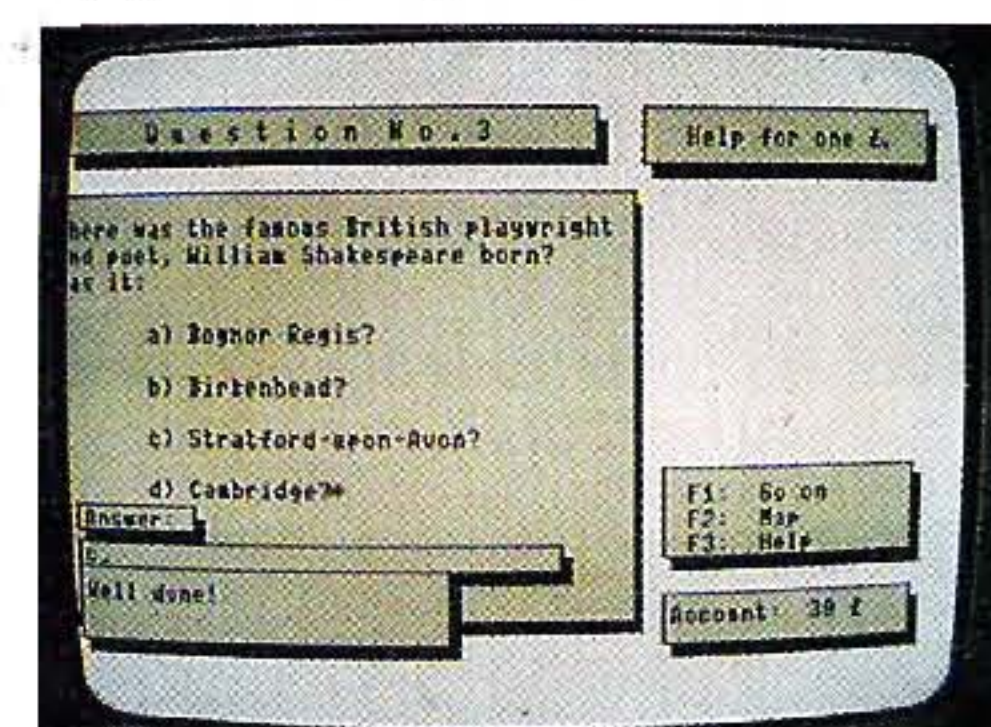 Question No.3
Help for one £.
here was the famous British playwright
nd poet, William Shakespeare born?
as it:
a) Bognor Regis?
b) Birkenhead?
c) Stratford-upon-Avon?
d) Cambridge?*
Answer:
Well done!
F1: Go on
F2: Map
F3: Help
Account: 39 £